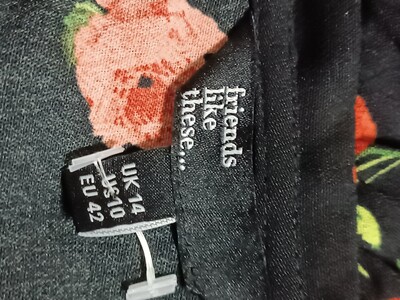 friends
like
these...
UK 14
US 10
EU 42